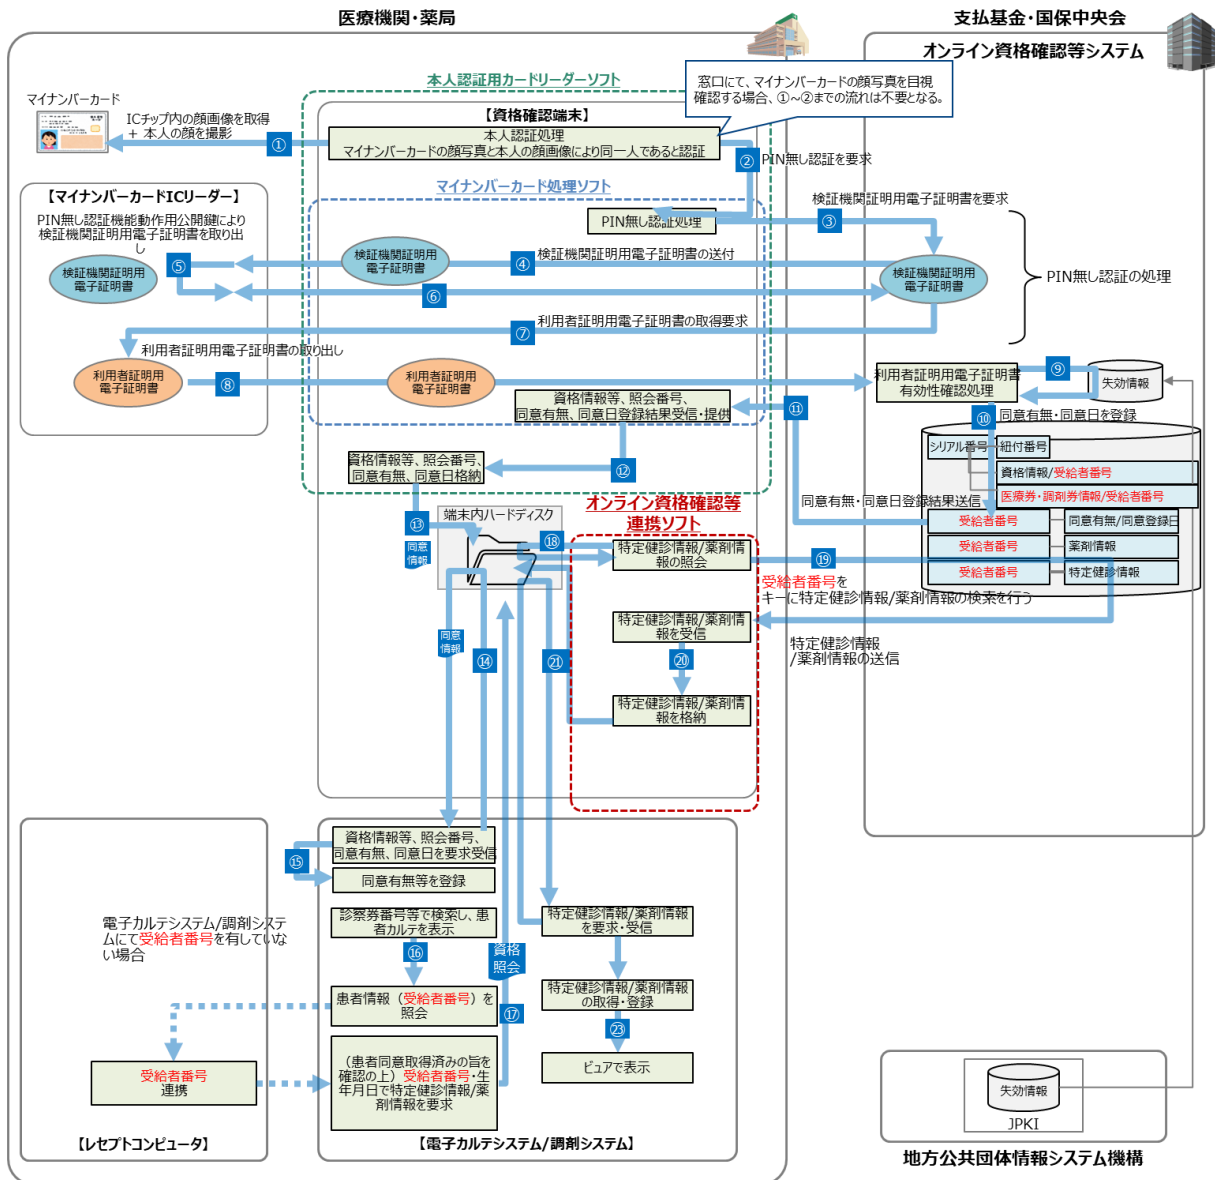 医療機関・薬局
支払基金・国保中央会
オンライン資格確認等システム
本人認証用カードリーダーソフト
窓口にて、マイナンバーカードの顔写真を目視
確認する場合、①～②までの流れは不要となる。
マイナンバーカード
ICチップ内の顔画像を取得
＋ 本人の顔を撮影
①
【資格確認端末】
本人認証処理
マイナンバーカードの顔写真と本人の顔画像により同一人であると認証
②
PIN無し認証を要求
【マイナンバーカードICリーダー】
マイナンバーカード処理ソフト
PIN無し認証処理
検証機関証明用電子証明書を要求
③
PIN無し認証機能動作用公開鍵により
検証機関証明用電子証明書を取り出
し
検証機関証明用
電子証明書
⑤
検証機関証明用
電子証明書
④
検証機関証明用電子証明書の送付
検証機関証明用
電子証明書
PIN無し認証の処理
⑥
⑦
利用者証明用電子証明書の取得要求
利用者証明用電子証明書の取り出し
利用者証明用
電子証明書
⑧
利用者証明用
電子証明書
利用者証明用電子証明書
有効性確認処理
⑨
失効情報
資格情報等、照会番号、
同意有無、同意日登録結果受信・提供
⑪
⑩
同意有無・同意日を登録
シリアル番号
紐付番号
資格情報/受給者番号
医療券・調剤券情報/受給者番号
受給者番号
同意有無/同意登録日
受給者番号
薬剤情報
受給者番号
特定健診情報
⑫
資格情報等、照会番号、
同意有無、同意日格納
同意有無・同意日登録結果送信
オンライン資格確認等
連携ソフト
⑬
端末内ハードディスク
同意
情報
⑱
特定健診情報/薬剤情
報の照会
⑲
受給者番号を
キーに特定健診情報/薬剤情報の検索を行う
特定健診情報/薬剤情
報を受信
特定健診情報
/薬剤情報の送信
同意
情報
⑭
㉑
⑳
特定健診情報/薬剤情
報を格納
資格情報等、照会番号、
同意有無、同意日を要求受信
⑮
同意有無等を登録
診察券番号等で検索し、患
者カルテを表示
特定健診情報/薬剤情報
を要求・受信
電子カルテシステム/調剤システ
ムにて受給者番号を有していな
い場合
⑯
資格
照会
患者情報（受給者番号）を
照会
⑰
特定健診情報/薬剤情報
の取得・登録
㉓
（患者同意取得済みの旨を
確認の上）受給者番号・生
年月日で特定健診情報/薬
剤情報を要求
ビュアで表示
受給者番号
連携
【レセプトコンピュータ】
【電子カルテシステム/調剤システム】
失効情報
JPKI
地方公共団体情報システム機構